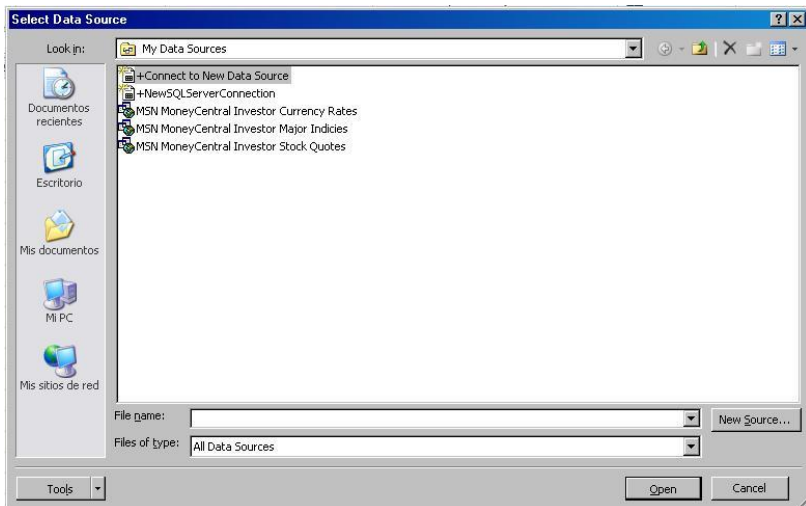 Select Data Source
Look in:
My Data Sources
+Connect to New Data Source
+NewSQLServerConnection
MSN MoneyCentral Investor Currency Rates
MSN MoneyCentral Investor Major Indicies
MSN MoneyCentral Investor Stock Quotes
Documentos
recientes
Escritorio
Mis documentos
Mi PC
Mis sitios de red
File name:
New Source...
Files of type:
All Data Sources
Tools
Open
Cancel